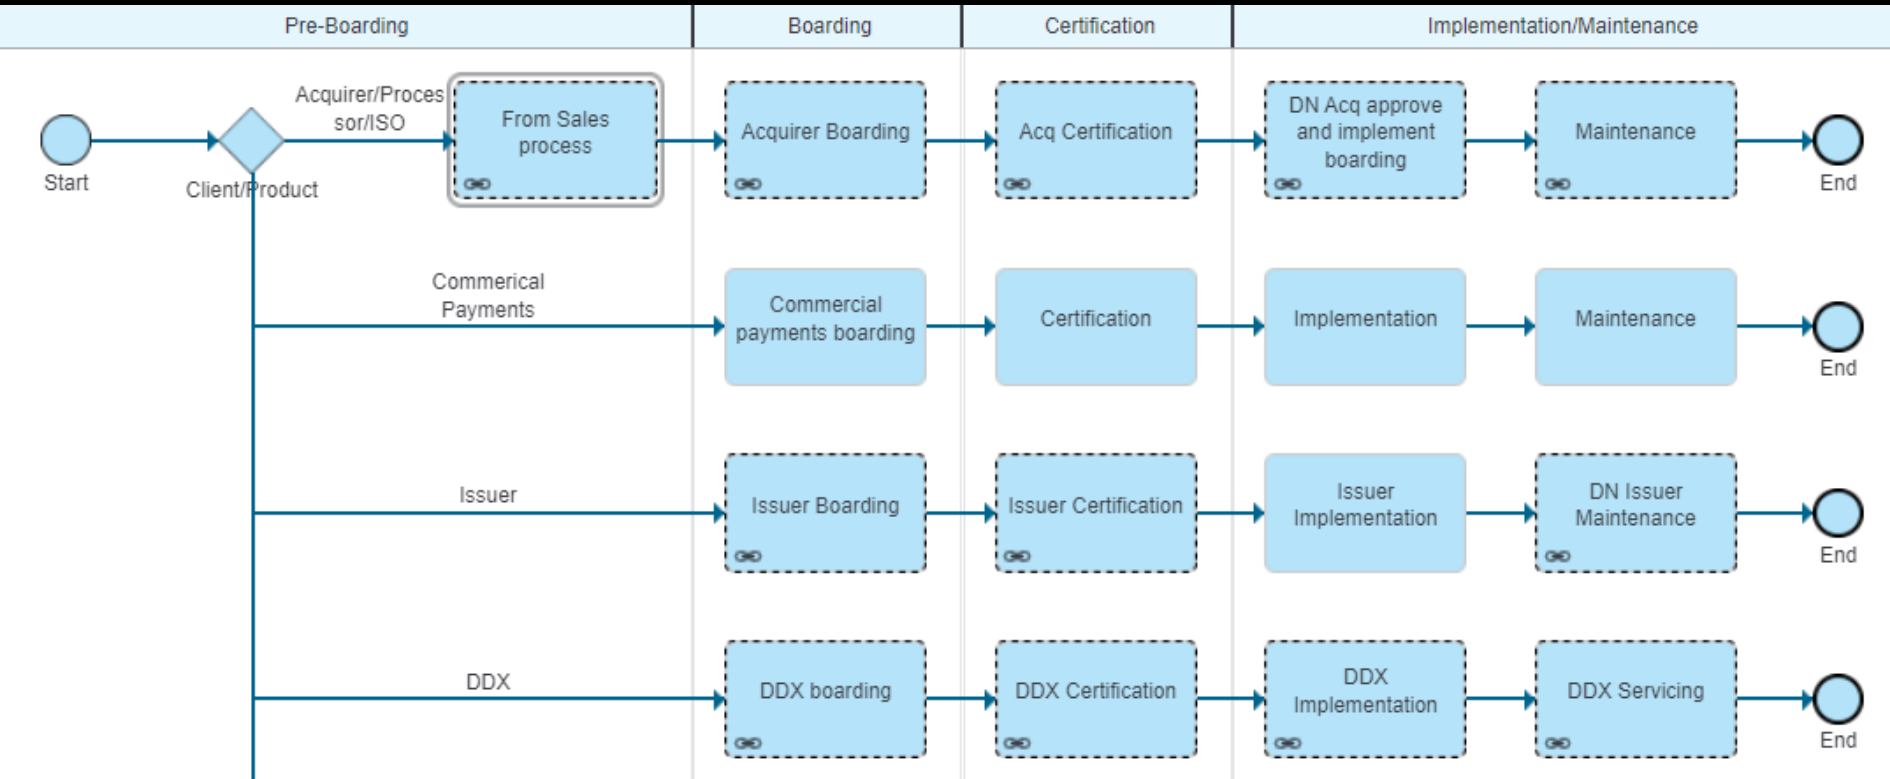 Pre-Boarding
Boarding
Certification
Implementation/Maintenance
Acquirer/Proces
sor/ISO
Start
Client/Product
From Sales
process
Acquirer Boarding
Acq Certification
DN Acq approve
and implement
boarding
Maintenance
End
Commerical
Payments
Commercial
payments boarding
Certification
Implementation
Maintenance
End
Issuer
Issuer Boarding
Issuer Certification
Issuer
Implementation
DN Issuer
Maintenance
End
DDX
DDX boarding
DDX Certification
DDX
Implementation
DDX Servicing
End